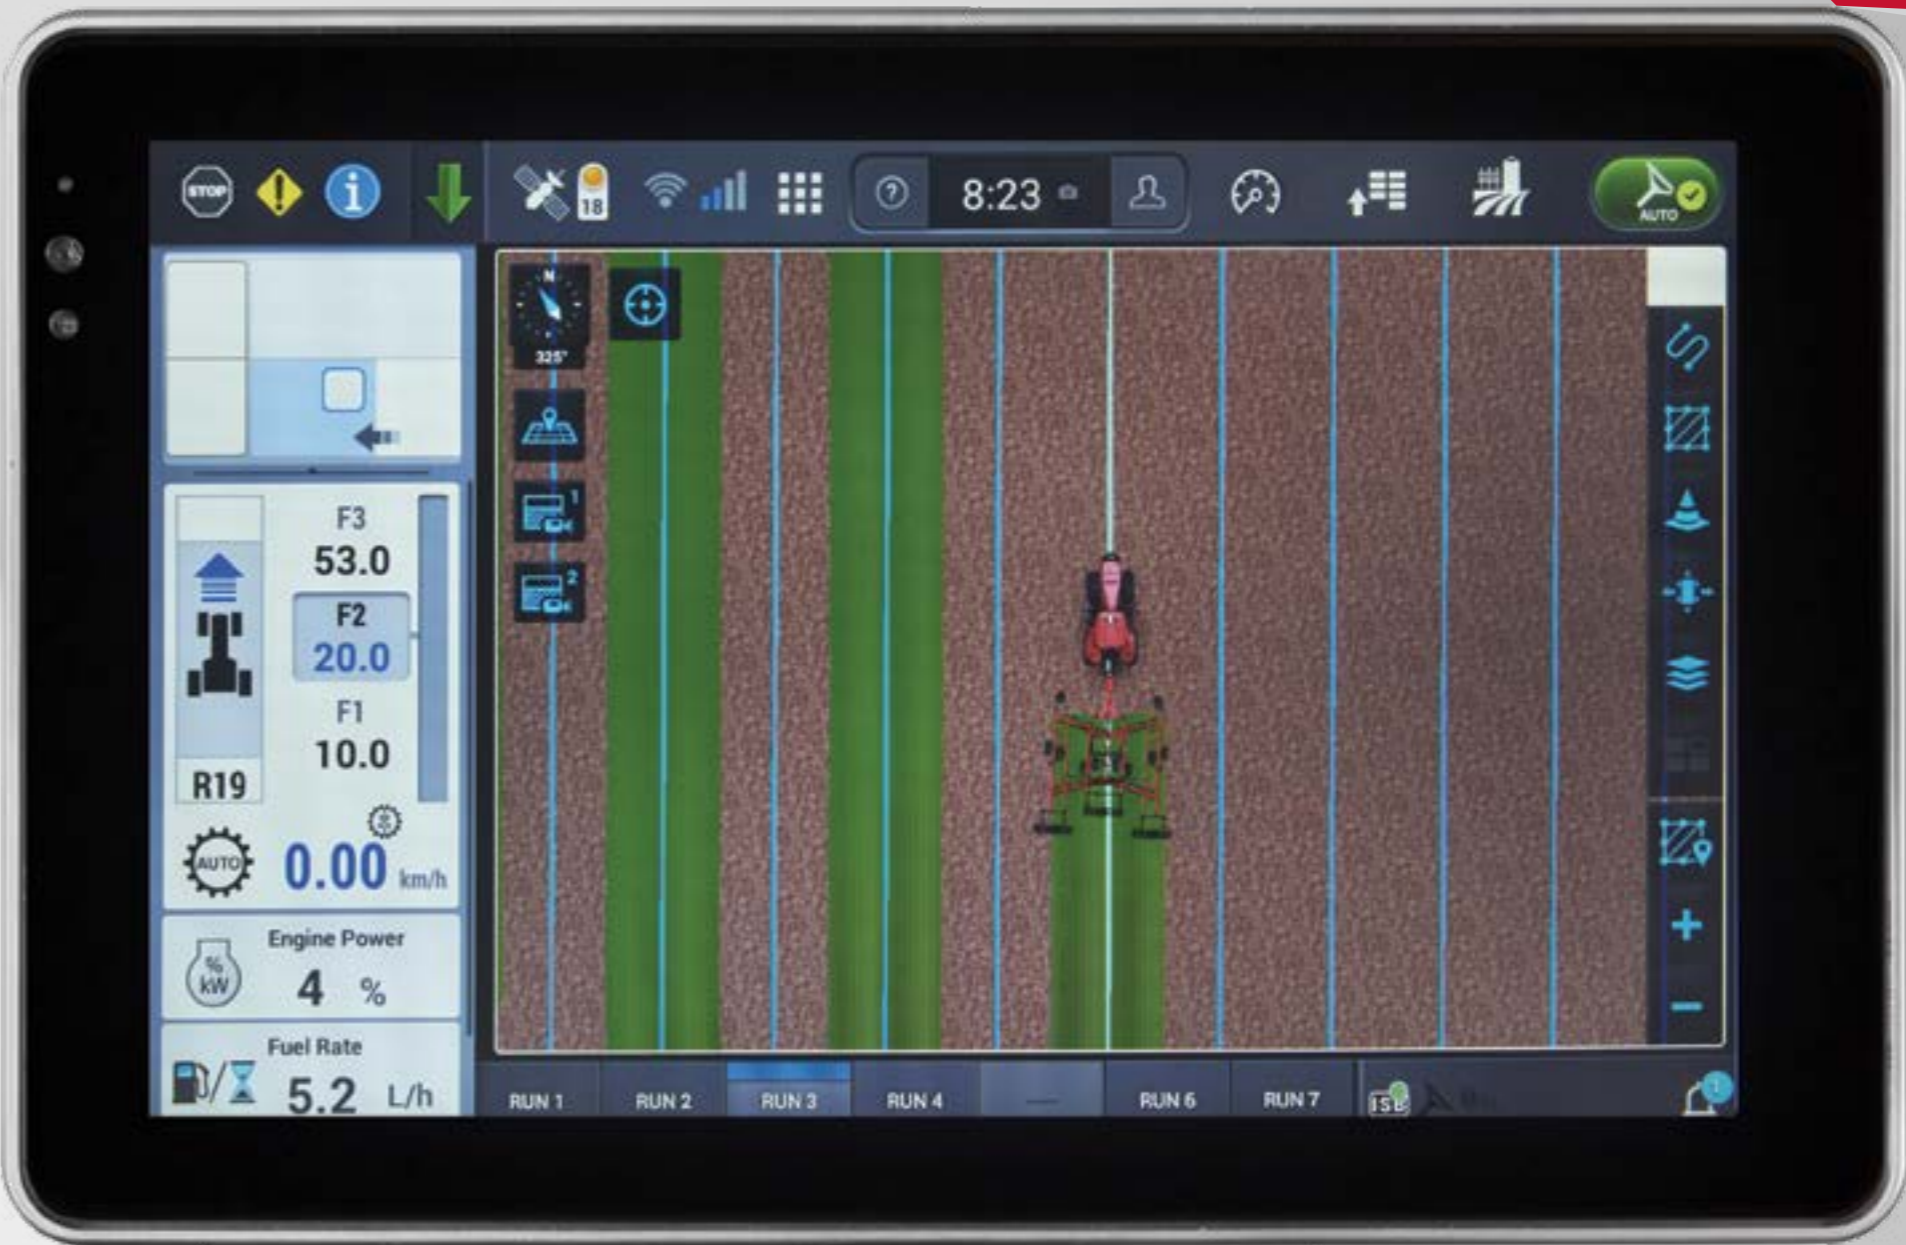 STOP
18
8:23
AUTO
N
325°
1
2
F3
53.0
F2
20.0
F1
10.0
R19
AUTO
0.00 km/h
Engine Power
% kW
4 %
Fuel Rate
5.2 L/h
RUN 1 RUN 2 RUN 3 RUN 4 RUN 6 RUN 7
ISB
1